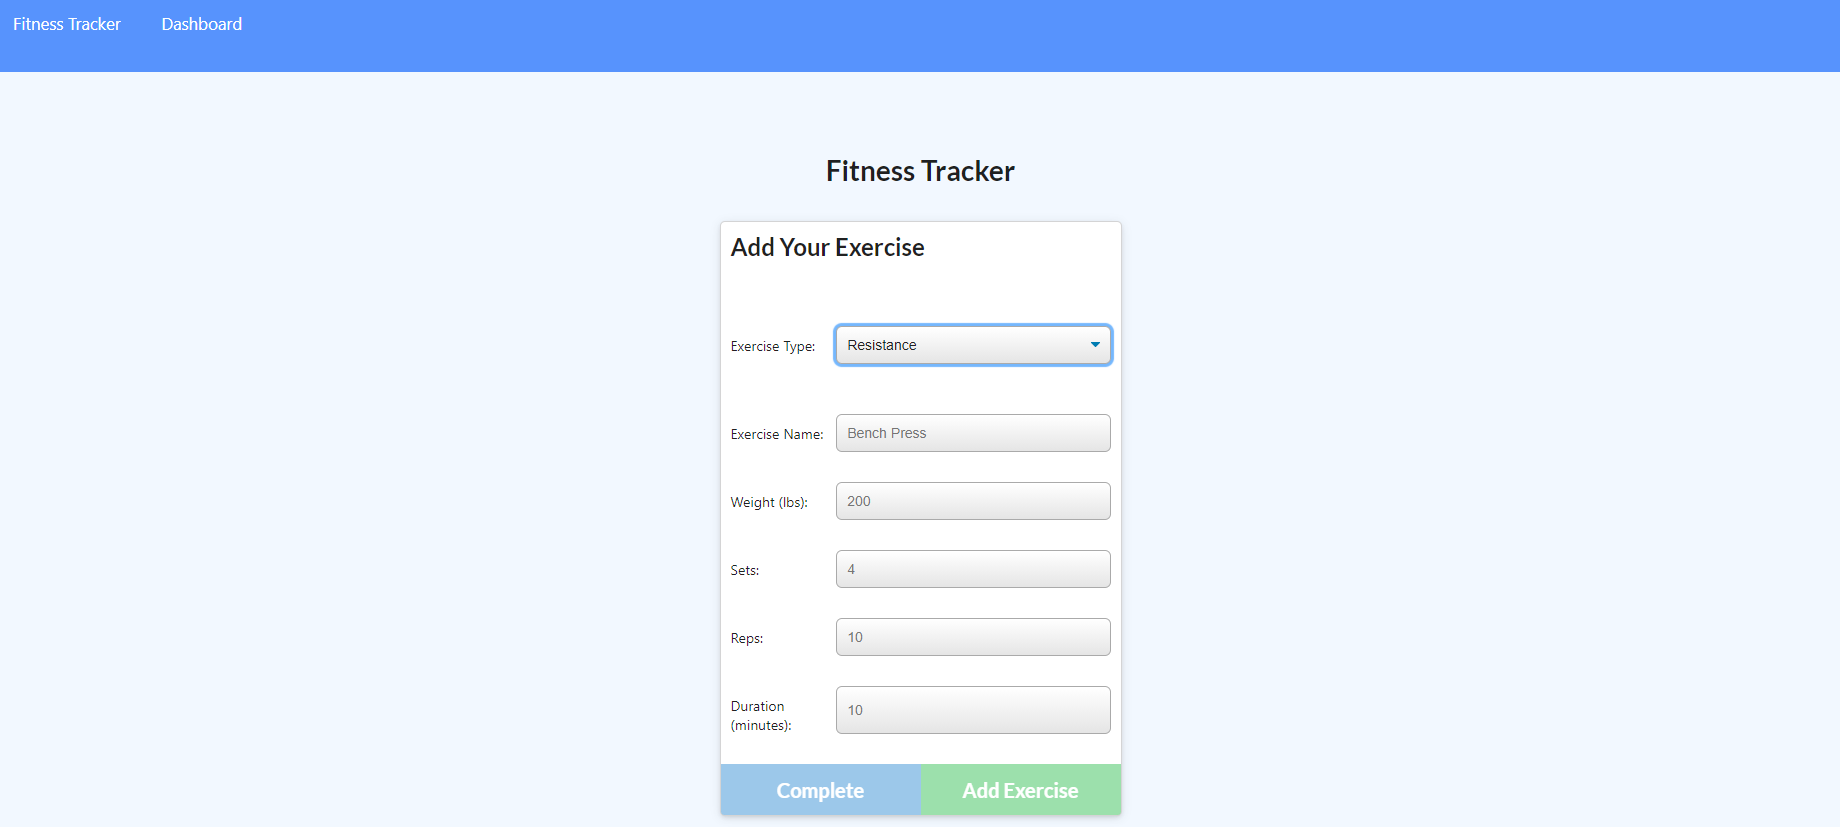 Fitness Tracker Dashboard
Fitness Tracker
Add Your Exercise
Exercise Type: Resistance
Exercise Name: Bench Press
Weight (lbs): 200
Sets: 4
Reps: 10
Duration
(minutes): 10
Complete Add Exercise